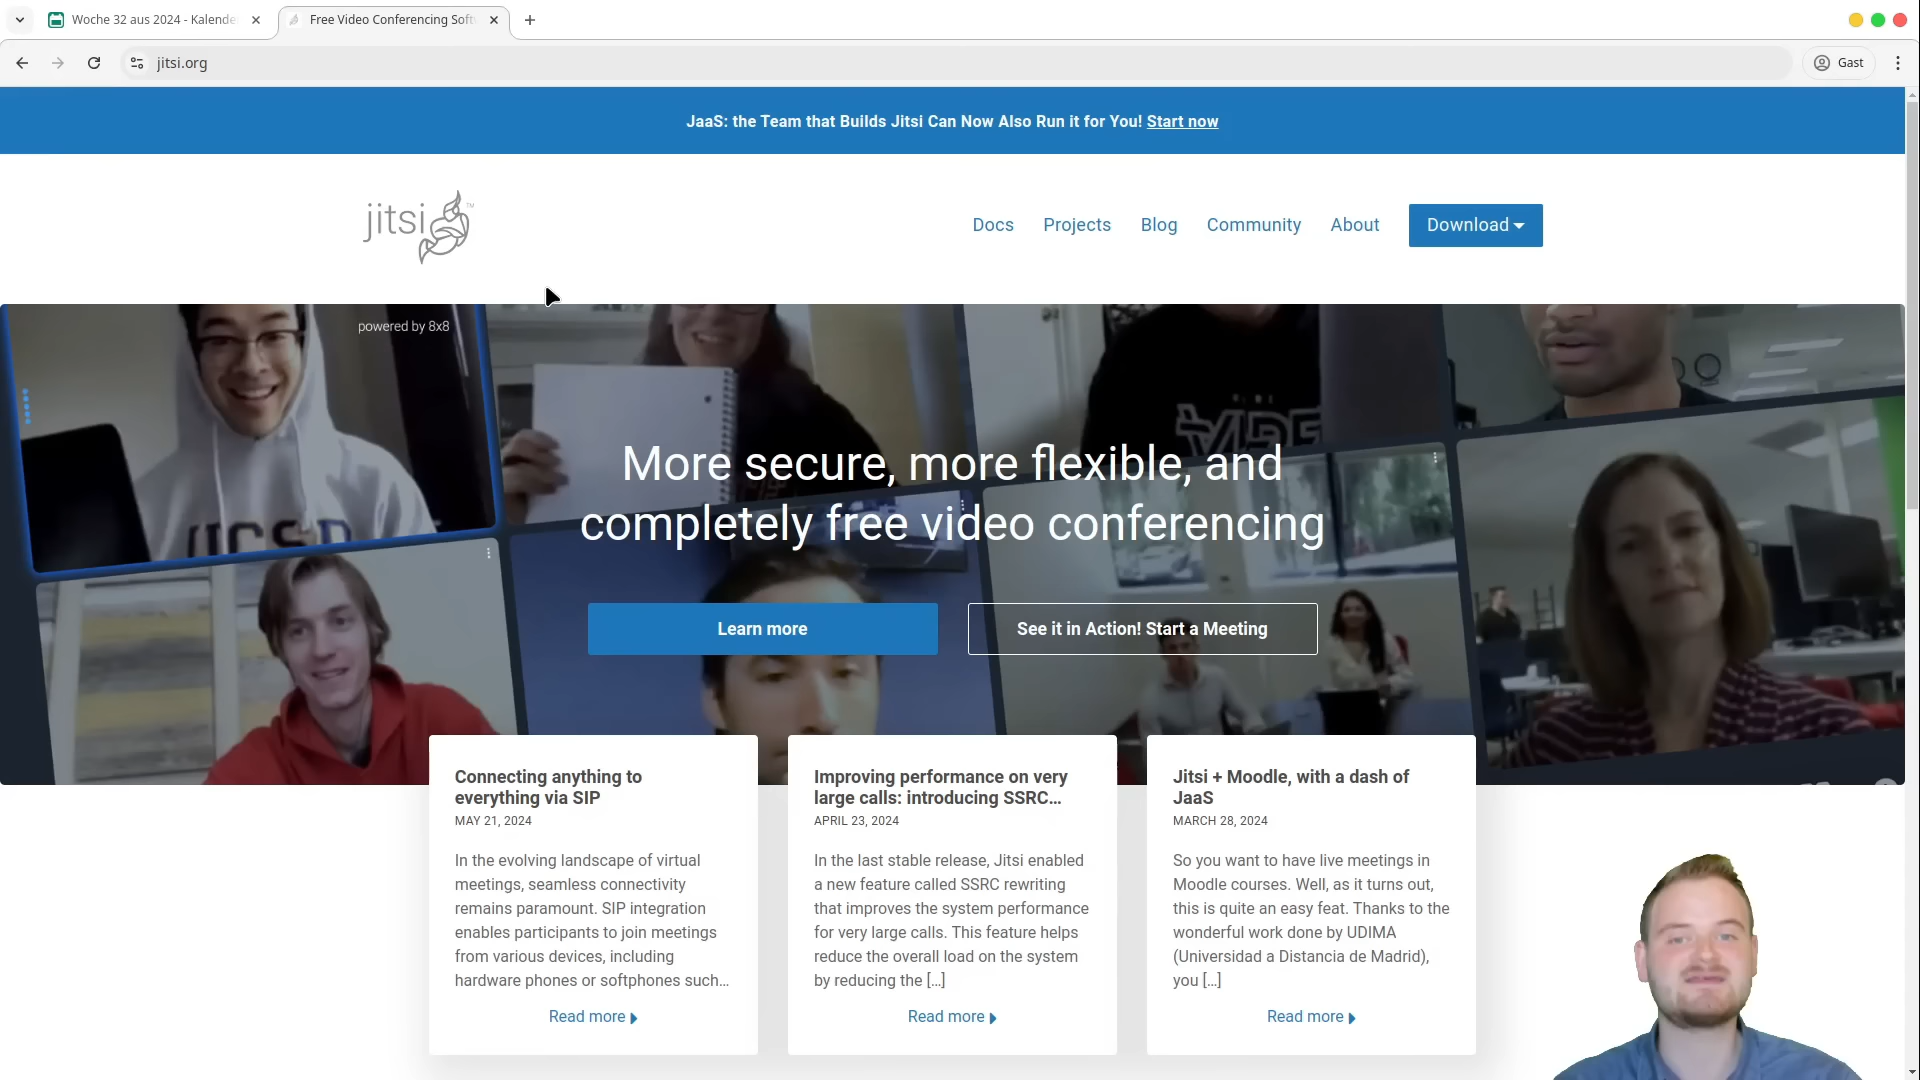 Woche 32 aus 2024 - Kalende
Free Video Conferencing Soft
jitsi.org
Gast
JaaS: the Team that Builds Jitsi Can Now Also Run it for You! Start now
jitsi
TM
Docs
Projects
Blog
Community
About
Download
powered by 8x8
UCSD
More secure, more flexible, and
completely free video conferencing
Learn more
See it in Action! Start a Meeting
Connecting anything to
everything via SIP
MAY 21, 2024
In the evolving landscape of virtual
meetings, seamless connectivity
remains paramount. SIP integration
enables participants to join meetings
from various devices, including
hardware phones or softphones such...
Read more
Improving performance on very
large calls: introducing SSRC...
APRIL 23, 2024
In the last stable release, Jitsi enabled
a new feature called SSRC rewriting
that improves the system performance
for very large calls. This feature helps
reduce the overall load on the system
by reducing the [...]
Read more
Jitsi + Moodle, with a dash of
JaaS
MARCH 28, 2024
So you want to have live meetings in
Moodle courses. Well, as it turns out,
this is quite an easy feat. Thanks to the
wonderful work done by UDIMA
(Universidad a Distancia de Madrid),
you [...]
Read more